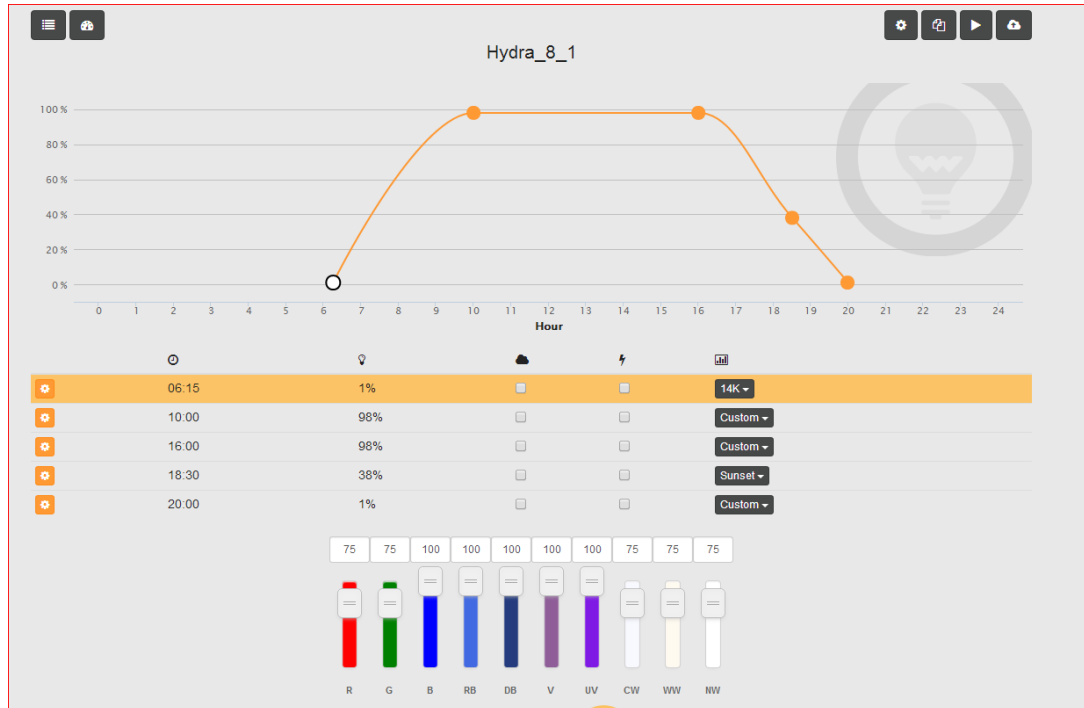 Hydra_8_1
100 %
80 %
60 %
40 %
20 %
0 %
0 1 2 3 4 5 6 7 8 9 10 11 12 13 14 15 16 17 18 19 20 21 22 23 24
Hour
06:15 1% 14K
10:00 98% Custom
16:00 98% Custom
18:30 38% Sunset
20:00 1% Custom
75 75 100 100 100 100 100 75 75 75
R G B RB DB V UV CW WW NW